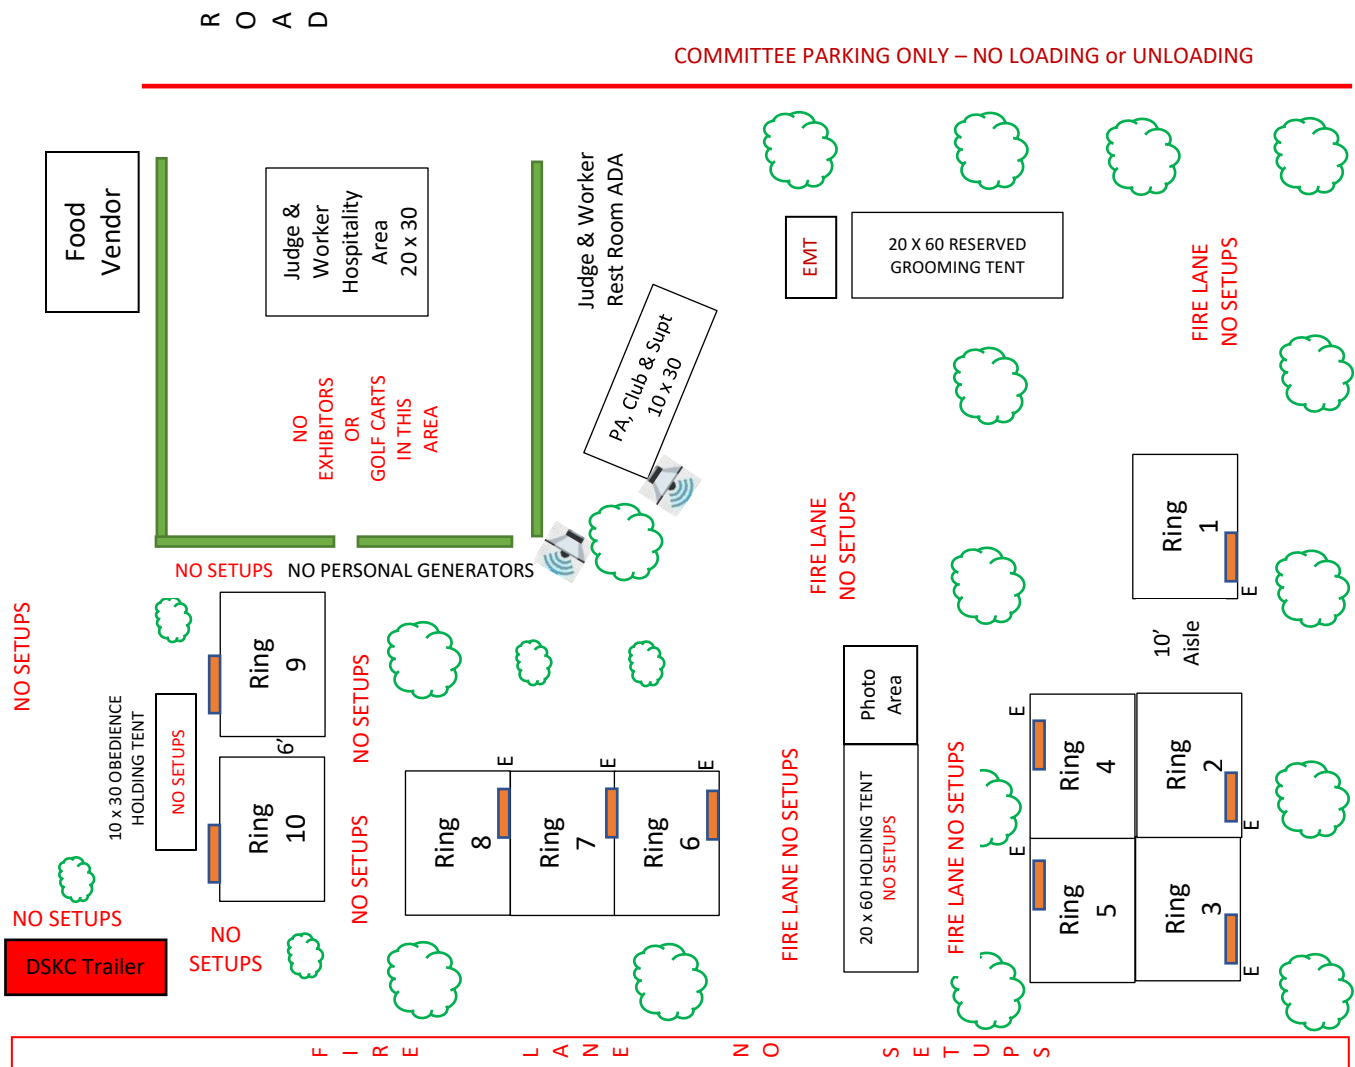 ROAD
COMMITTEE PARKING ONLY – NO LOADING or UNLOADING
Food
Vendor
Judge &
Worker
Hospitality
Area
20 x 30
Judge & Worker
Rest Room ADA
EMT
20 X 60 RESERVED
GROOMING TENT
FIRE LANE
NO SETUPS
PA, Club & Supt
10 x 30
NO
EXHIBITORS
OR
GOLF CARTS
IN THIS
AREA
FIRE LANE
NO SETUPS
Ring
1
E
NO SETUPS
NO PERSONAL GENERATORS
NO SETUPS
Ring
9
6'
Ring
10
10 x 30 OBEDIENCE
HOLDING TENT
NO SETUPS
NO SETUPS
NO SETUPS
10’
Aisle
Photo
Area
20 x 60 HOLDING TENT
NO SETUPS
FIRE LANE NO SETUPS
FIRE LANE NO SETUPS
Ring
8
E
Ring
7
E
Ring
6
E
Ring
4
E
Ring
2
E
Ring
5
E
Ring
3
E
NO SETUPS
DSKC Trailer
NO
SETUPS
FIRE LANE NO SETUPS